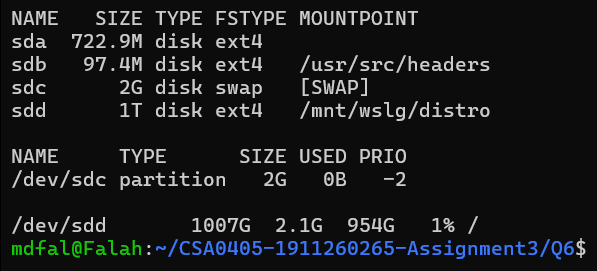 NAME   SIZE TYPE FSTYPE MOUNTPOINT
sda  722.9M disk ext4
sdb   97.4M disk ext4   /usr/src/headers
sdc      2G disk swap   [SWAP]
sdd      1T disk ext4   /mnt/wslg/distro
NAME     TYPE      SIZE USED PRIO
/dev/sdc partition   2G   0B   -2
/dev/sdd       1007G  2.1G  954G   1% /
mdfal@Falah:~/CSA0405-1911260265-Assignment3/Q6$